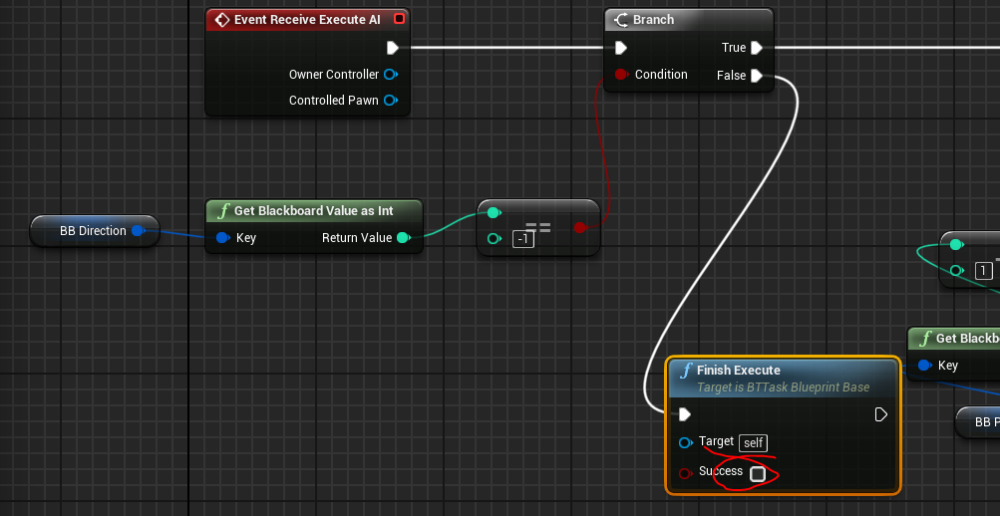 Event Receive Execute AI
Owner Controller
Controlled Pawn
Branch
True
Condition
False
BB Direction
Get Blackboard Value as Int
Key
Return Value
==
-1
1
Get Blackb
Key
BB P
Finish Execute
Target is BTTask Blueprint Base
Target self
Success